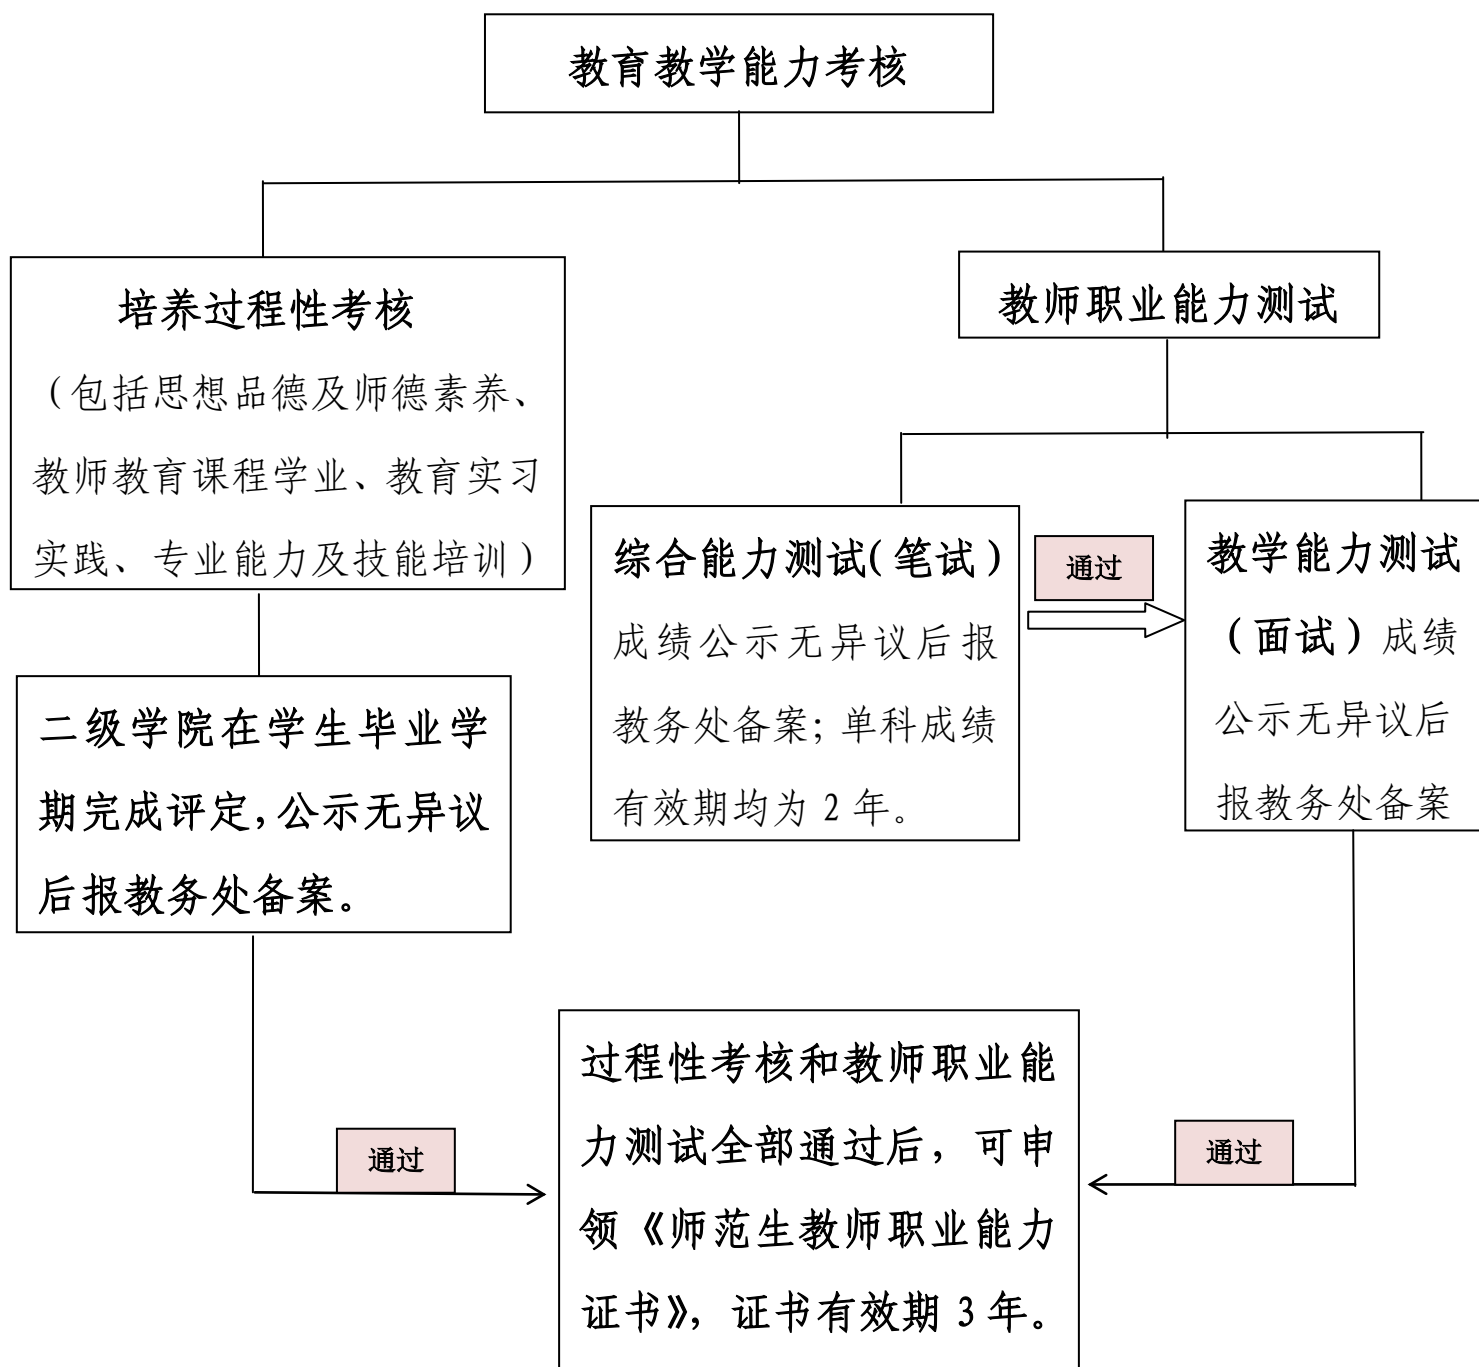 教育教学能力考核
培养过程性考核
（包括思想品德及师德素养、
教师教育课程学业、教育实习
实践、专业能力及技能培训）
二级学院在学生毕业学
期完成评定，公示无异议
后报教务处备案。
教师职业能力测试
综合能力测试（笔试）
成绩公示无异议后报
教务处备案；单科成绩
有效期均为 2 年。
通过
教学能力测试
（面试）成绩
公示无异议后
报教务处备案
通过
通过
过程性考核和教师职业能
力测试全部通过后，可申
领《师范生教师职业能力
证书》，证书有效期 3 年。